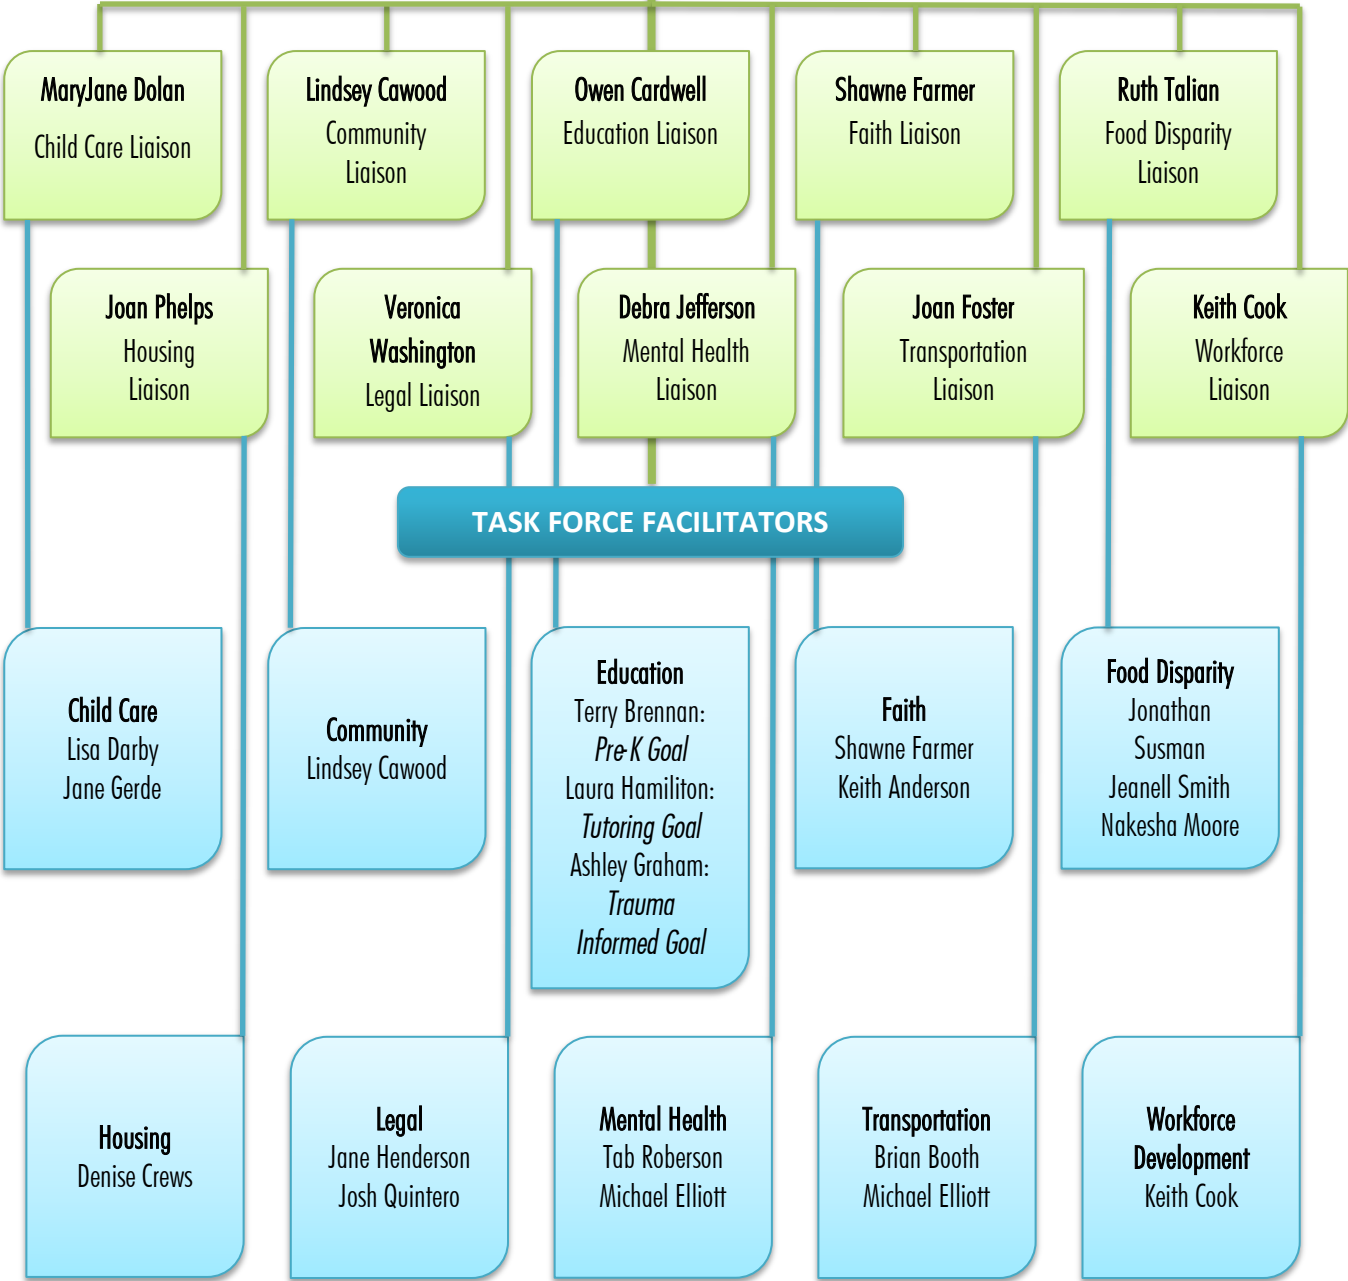 MaryJane Dolan
Child Care Liaison
Lindsey Cawood
Community
Liaison
Owen Cardwell
Education Liaison
Shawne Farmer
Faith Liaison
Ruth Talian
Food Disparity
Liaison
Joan Phelps
Housing
Liaison
Veronica
Washington
Legal Liaison
Debra Jefferson
Mental Health
Liaison
Joan Foster
Transportation
Liaison
Keith Cook
Workforce
Liaison
TASK FORCE FACILITATORS
Child Care
Lisa Darby
Jane Gerde
Community
Lindsey Cawood
Education
Terry Brennan:
Pre-K Goal
Laura Hamiliton:
Tutoring Goal
Ashley Graham:
Trauma
Informed Goal
Faith
Shawne Farmer
Keith Anderson
Food Disparity
Jonathan
Susman
Jeanell Smith
Nakesha Moore
Housing
Denise Crews
Legal
Jane Henderson
Josh Quintero
Mental Health
Tab Roberson
Michael Elliott
Transportation
Brian Booth
Michael Elliott
Workforce
Development
Keith Cook